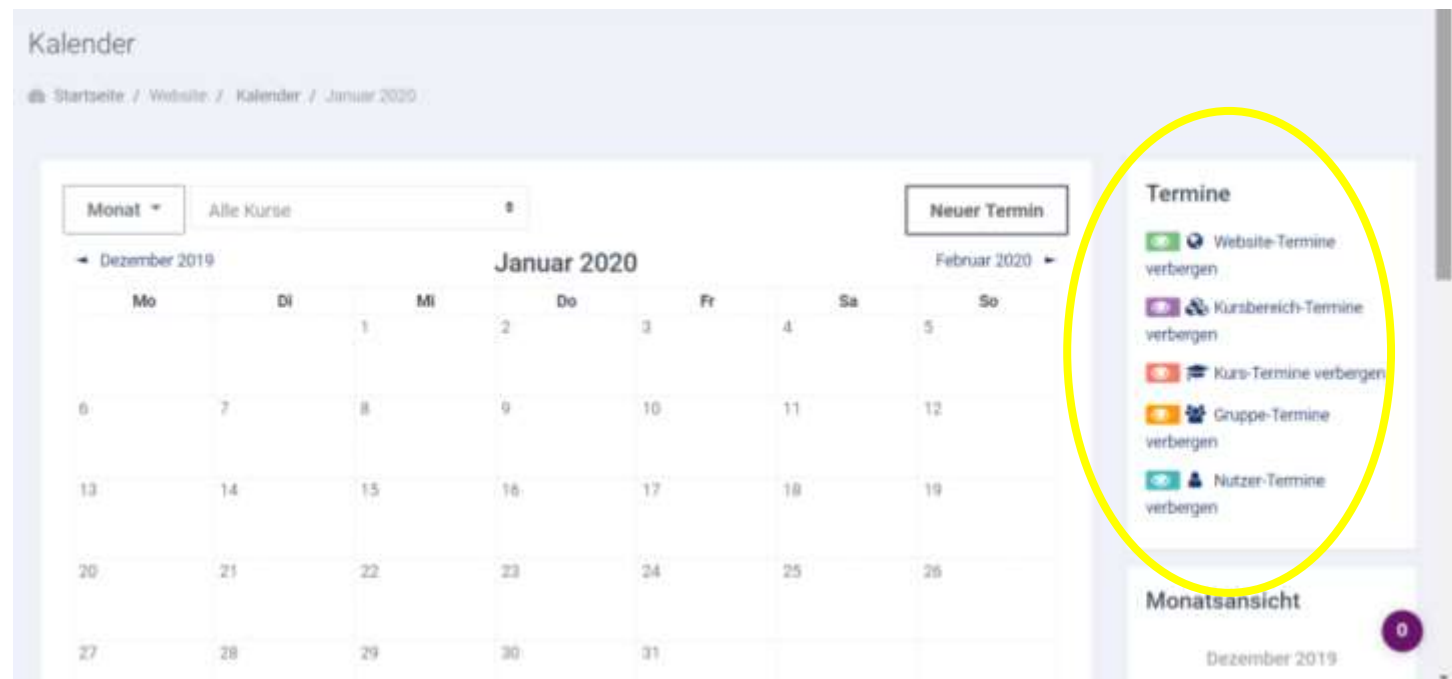 Kalender
Startseite / Website / Kalender / Januar 2020
Monat
Alle Kurse
Neuer Termin
Dezember 2019
Januar 2020
Februar 2020
Mo Di Mi Do Fr Sa So
1 2 3 4 5
6 7 8 9 10 11 12
13 14 15 16 17 18 19
20 21 22 23 24 25 26
27 28 29 30 31
Termine
Website-Termine
verbergen
Kursbereich-Termine
verbergen
Kurs-Termine verbergen
Gruppe-Termine
verbergen
Nutzer-Termine
verbergen
Monatsansicht
0
Dezember 2019